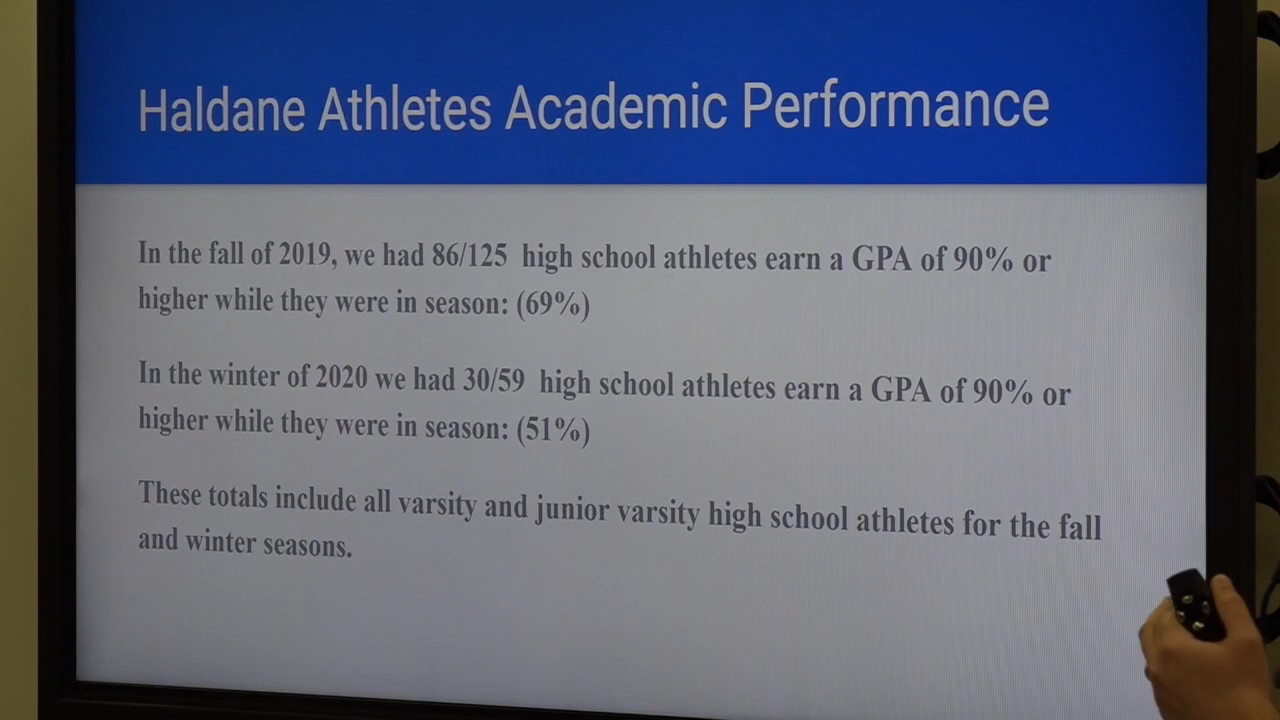 Haldane Athletes Academic Performance
In the fall of 2019, we had 86/125 high school athletes earn a GPA of 90% or
higher while they were in season: (69%)
In the winter of 2020 we had 30/59 high school athletes earn a GPA of 90% or
higher while they were in season: (51%)
These totals include all varsity and junior varsity high school athletes for the fall
and winter seasons.